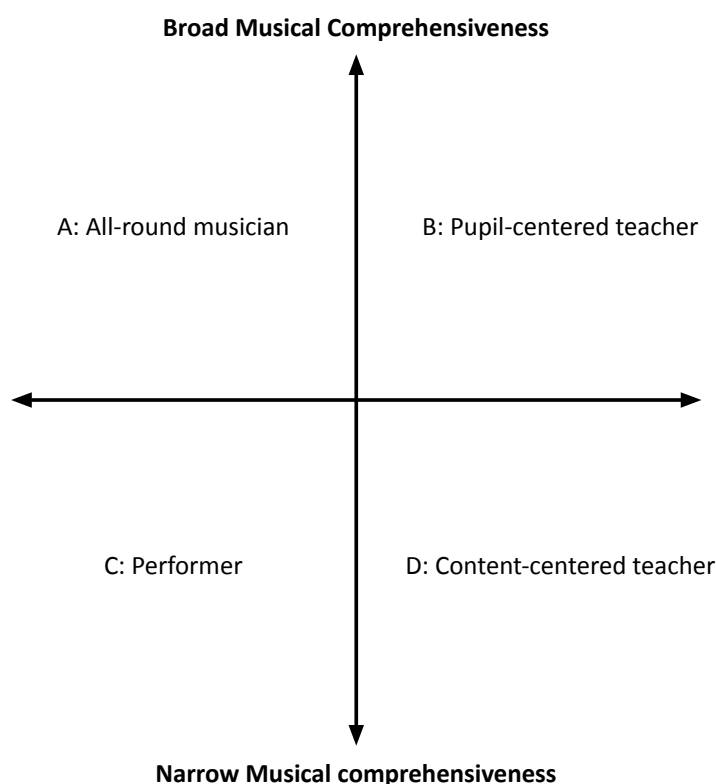 Broad Musical Comprehensiveness
A: All-round musician
B: Pupil-centered teacher
C: Performer
D: Content-centered teacher
Narrow Musical comprehensiveness